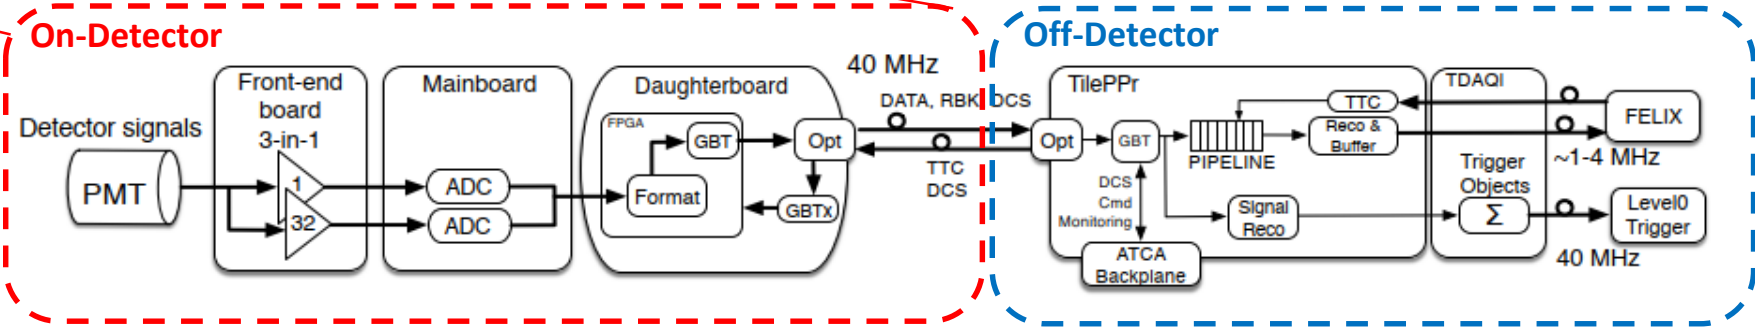 On-Detector
Detector signals
PMT
Front-end
board
3-in-1
1
32
Mainboard
ADC
ADC
Daughterboard
FPGA
GBT
Format
Opt
GBTx
40 MHz
DATA, RBK, DCS
TTC
DCS
Off-Detector
TilePPr
Opt
GBT
DCS
Cmd
Monitoring
ATCA
Backplane
PIPELINE
TTC
Reco &
Buffer
Signal
Reco
TDAQI
Trigger
Objects
Σ
FELIX
~1-4 MHz
Level0
Trigger
40 MHz